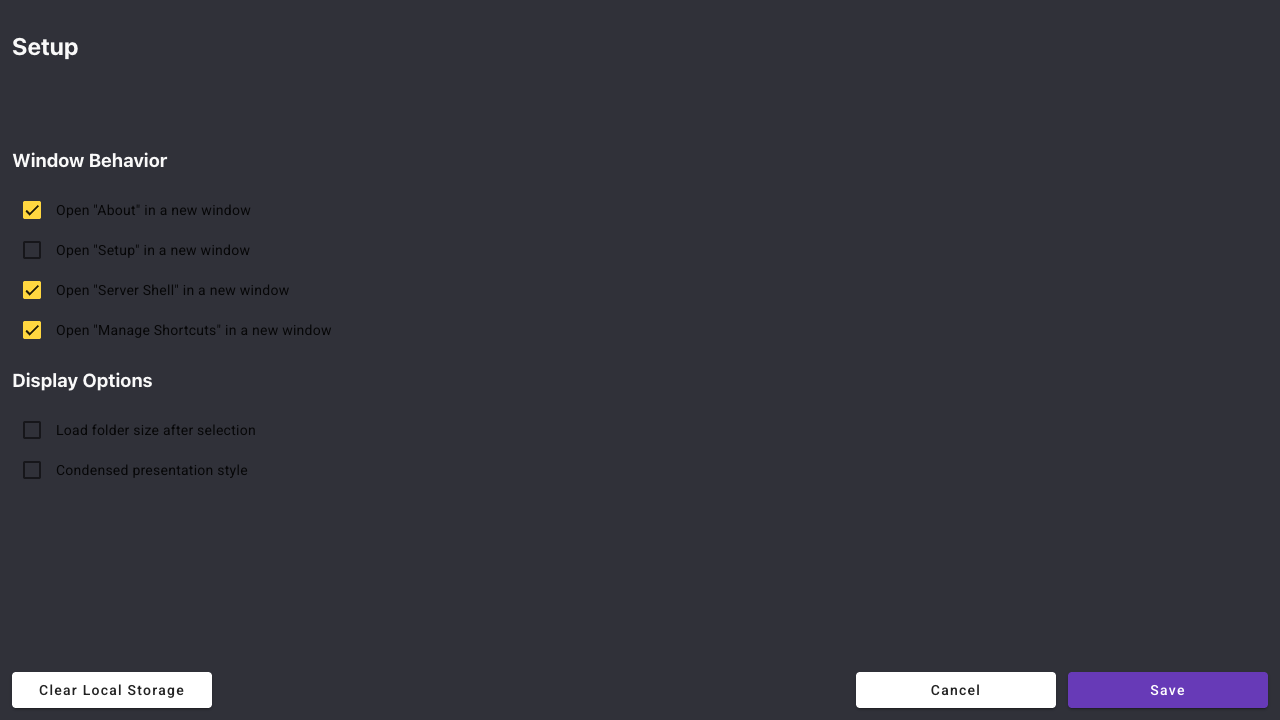 Setup
Window Behavior
Open "About" in a new window
Open "Setup" in a new window
Open "Server Shell" in a new window
Open "Manage Shortcuts" in a new window
Display Options
Load folder size after selection
Condensed presentation style
Clear Local Storage
Cancel
Save